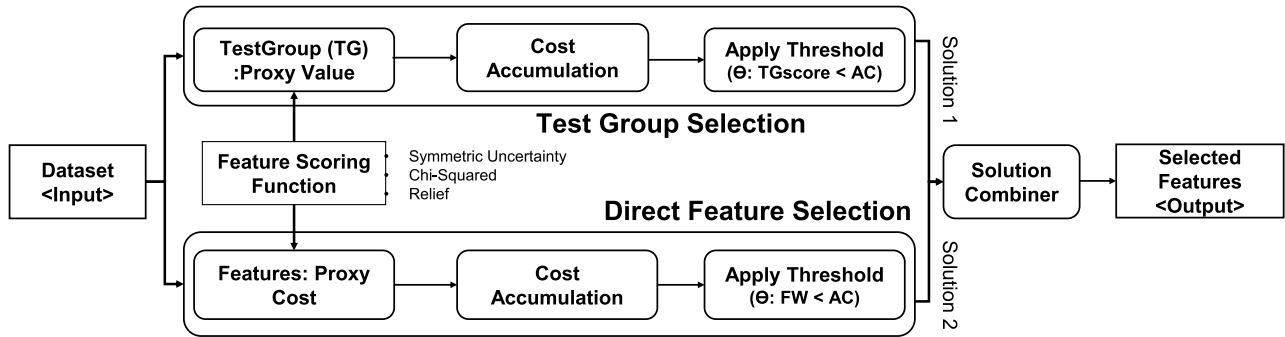 TestGroup (TG)
:Proxy Value
Cost
Accumulation
Apply Threshold
(Ө: TGscore < AC)
Solution 1
Test Group Selection
Dataset
<Input>
Feature Scoring
Function
• Symmetric Uncertainty
• Chi-Squared
• Relief
Solution
Combiner
Selected
Features
<Output>
Direct Feature Selection
Features: Proxy
Cost
Cost
Accumulation
Apply Threshold
(Ө: FW < AC)
Solution 2